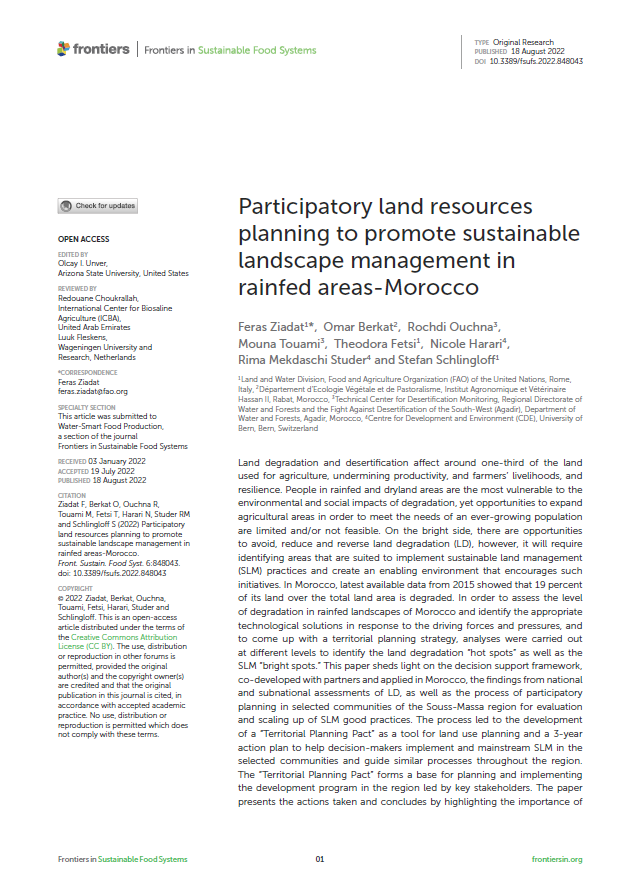 frontiers | Frontiers in Sustainable Food Systems
TYPE Original Research
PUBLISHED 18 August 2022
DOI 10.3389/fsufs.2022.848043
Check for updates
OPEN ACCESS
EDITED BY
Olcay I. Unver,
Arizona State University, United States
REVIEWED BY
Redouane Choukrallah,
International Center for Biosaline
Agriculture (ICBA),
United Arab Emirates
Luuk Fleskens,
Wageningen University and
Research, Netherlands
*CORRESPONDENCE
Feras Ziadat
feras.ziadat@fao.org
SPECIALTY SECTION
This article was submitted to
Water-Smart Food Production,
a section of the journal
Frontiers in Sustainable Food Systems
RECEIVED 03 January 2022
ACCEPTED 19 July 2022
PUBLISHED 18 August 2022
CITATION
Ziadat F, Berkat O, Ouchna R,
Touami M, Fetsi T, Harari N, Studer RM
and Schlingloff S (2022) Participatory
land resources planning to promote
sustainable landscape management in
rainfed areas-Morocco.
Front. Sustain. Food Syst. 6:848043.
doi: 10.3389/fsufs.2022.848043
COPYRIGHT
© 2022 Ziadat, Berkat, Ouchna,
Touami, Fetsi, Harari, Studer and
Schlingloff. This is an open-access
article distributed under the terms of
the Creative Commons Attribution
License (CC BY). The use, distribution
or reproduction in other forums is
permitted, provided the original
author(s) and the copyright owner(s)
are credited and that the original
publication in this journal is cited, in
accordance with accepted academic
practice. No use, distribution or
reproduction is permitted which does
not comply with these terms.
Participatory land resources
planning to promote sustainable
landscape management in
rainfed areas-Morocco
Feras Ziadat¹*, Omar Berkat², Rochdi Ouchna³,
Mouna Touami³, Theodora Fetsi¹, Nicole Harari⁴,
Rima Mekdaschi Studer⁴ and Stefan Schlingloff¹
¹Land and Water Division, Food and Agriculture Organization (FAO) of the United Nations, Rome,
Italy, ²Département d'Ecologie Végétale et de Pastoralisme, Institut Agronomique et Vétérinaire
Hassan II, Rabat, Morocco, ³Technical Center for Desertification Monitoring, Regional Directorate of
Water and Forests and the Fight Against Desertification of the South-West (Agadir), Department of
Water and Forests, Agadir, Morocco, ⁴Centre for Development and Environment (CDE), University of
Bern, Bern, Switzerland
Land degradation and desertification affect around one-third of the land
used for agriculture, undermining productivity, and farmers' livelihoods, and
resilience. People in rainfed and dryland areas are the most vulnerable to the
environmental and social impacts of degradation, yet opportunities to expand
agricultural areas in order to meet the needs of an ever-growing population
are limited and/or not feasible. On the bright side, there are opportunities
to avoid, reduce and reverse land degradation (LD), however, it will require
identifying areas that are suited to implement sustainable land management
(SLM) practices and create an enabling environment that encourages such
initiatives. In Morocco, latest available data from 2015 showed that 19 percent
of its land over the total land area is degraded. In order to assess the level
of degradation in rainfed landscapes of Morocco and identify the appropriate
technological solutions in response to the driving forces and pressures, and
to come up with a territorial planning strategy, analyses were carried out
at different levels to identify the land degradation "hot spots" as well as the
SLM "bright spots." This paper sheds light on the decision support framework,
co-developed with partners and applied in Morocco, the findings from national
and subnational assessments of LD, as well as the process of participatory
planning in selected communities of the Souss-Massa region for evaluation
and scaling up of SLM good practices. The process led to the development
of a "Territorial Planning Pact" as a tool for land use planning and a 3-year
action plan to help decision-makers implement and mainstream SLM in the
selected communities and guide similar processes throughout the region.
The "Territorial Planning Pact" forms a base for planning and implementing
the development program in the region led by key stakeholders. The paper
presents the actions taken and concludes by highlighting the importance of
Frontiers in Sustainable Food Systems
01
frontiersin.org